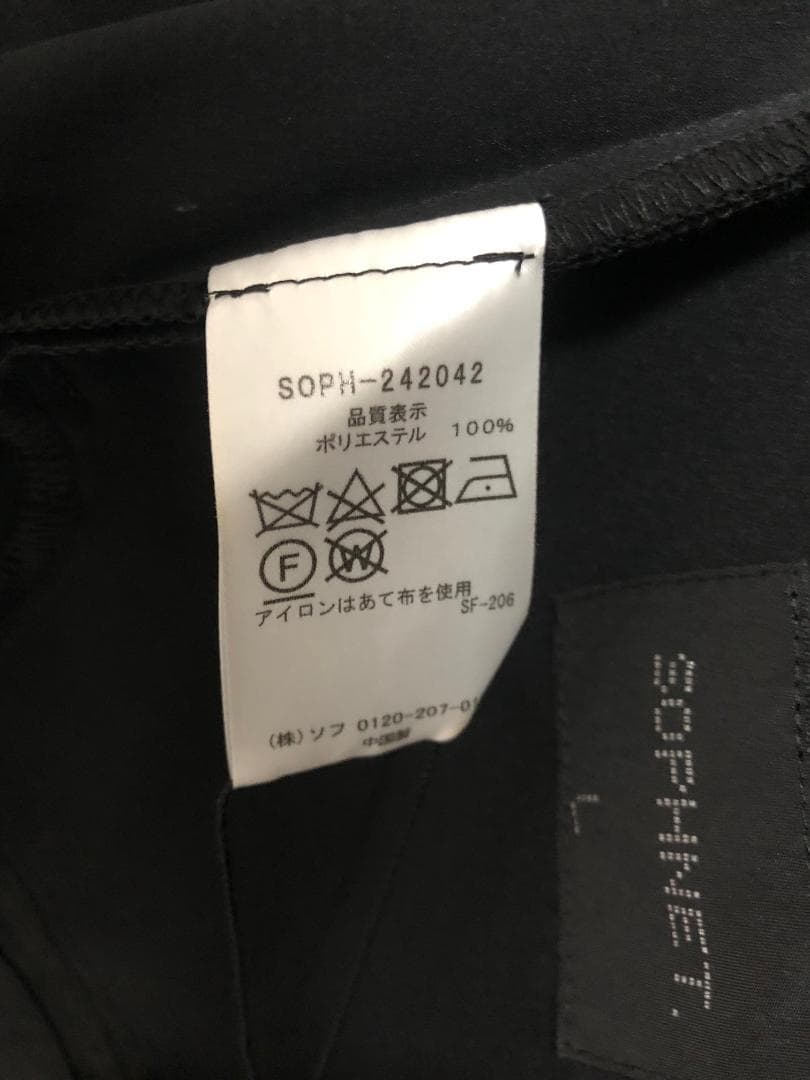 SOPH-242042
品質表示
ポリエステル 100%
F W
アイロンはあて布を使用
SF-206
(株)ソフ 0120-207-0
中国製
SOPHNET.
L